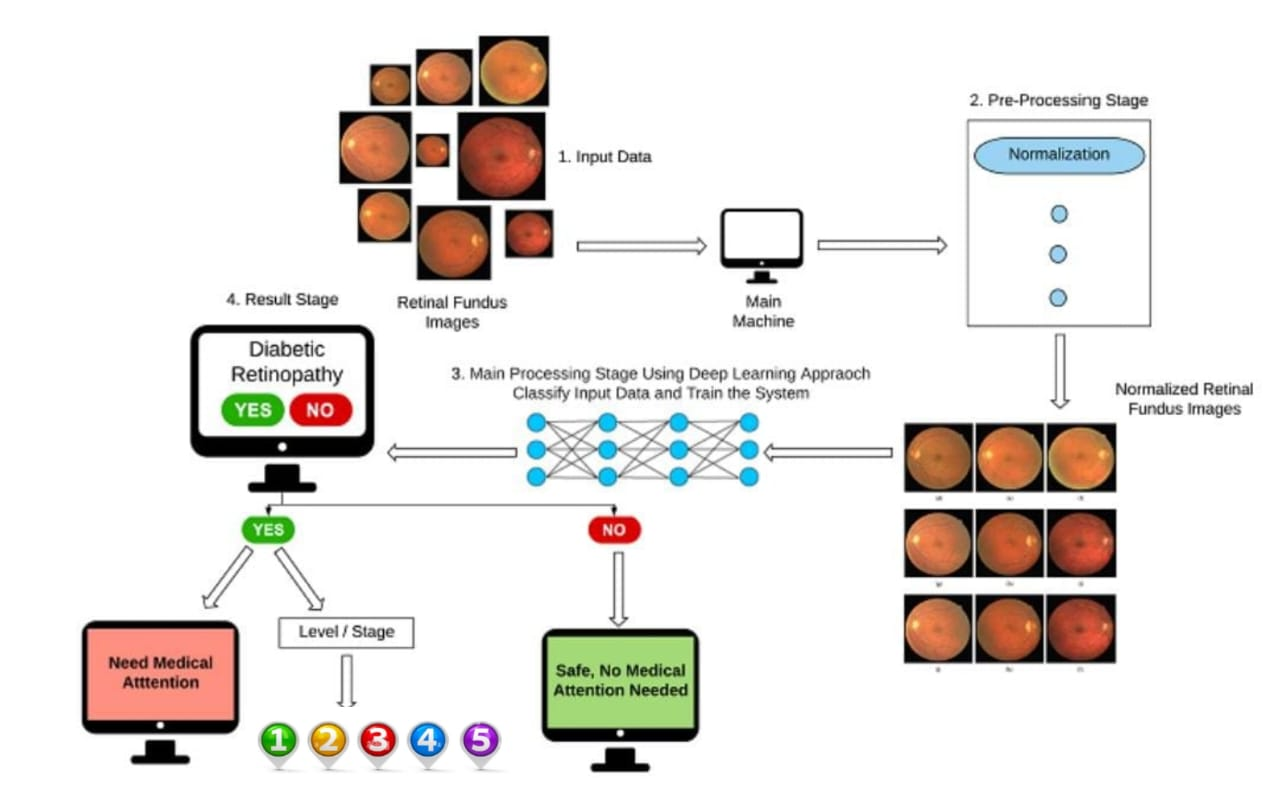 1. Input Data
Retinal Fundus
Images
Main
Machine
2. Pre-Processing Stage
Normalization
Normalized Retinal
Fundus Images
3. Main Processing Stage Using Deep Learning Appraoch
Classify Input Data and Train the System
4. Result Stage
Diabetic
Retinopathy
YES NO
YES
NO
Need Medical
Atttention
Level / Stage
1 2 3 4 5
Safe, No Medical
Attention Needed